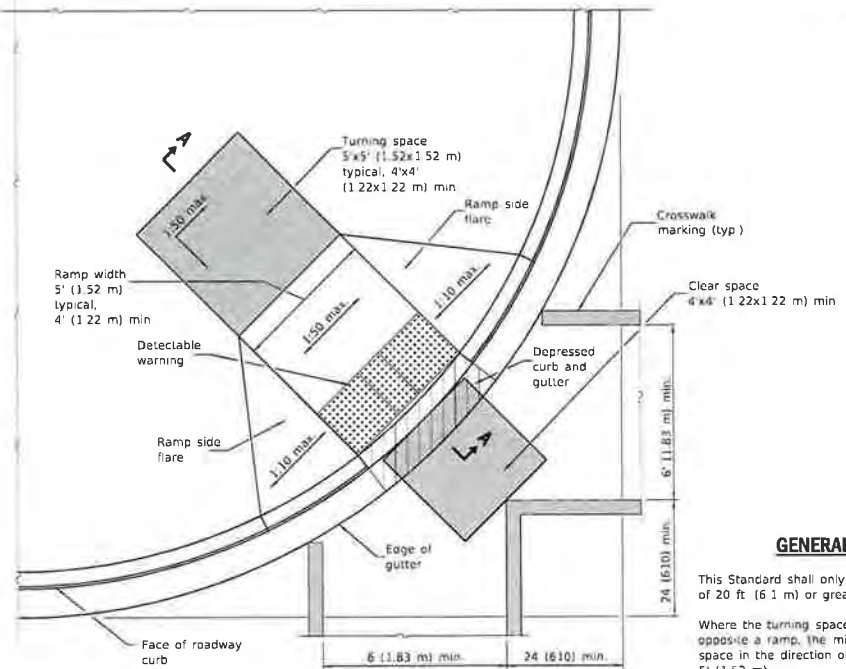 A
Turning space
5'x5' (1.52x1.52 m)
typical, 4'x4'
(1.22x1.22 m) min
1:50 max.
Ramp side
flare
Crosswalk
marking (typ.)
Clear space
4'x4' (1.22x1.22 m) min
Ramp width
5' (1.52 m)
typical,
4' (1.22 m) min
1:10 max.
1:50 max.
Detectable
warning
Depressed
curb and
gutter
A
Ramp side
flare
1:10 max.
6' (1.83 m) min.
24 (610) min.
Edge of
gutter
Face of roadway
curb
6 (1.83 m) min.
24 (610) min.
GENERAL
This Standard shall only
of 20 ft (6.1 m) or grea
Where the turning space
opposite a ramp, the mi
space in the direction of
5' (1.52 m)